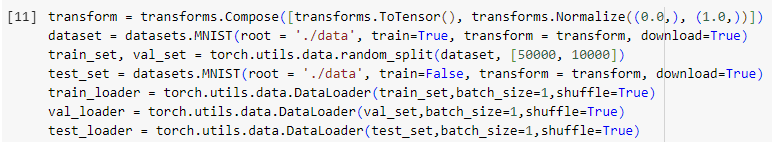 [11] transform = transforms.Compose([transforms.ToTensor(), transforms.Normalize((0.0,), (1.0,))])
dataset = datasets.MNIST(root = './data', train=True, transform = transform, download=True)
train_set, val_set = torch.utils.data.random_split(dataset, [50000, 10000])
test_set = datasets.MNIST(root = './data', train=False, transform = transform, download=True)
train_loader = torch.utils.data.DataLoader(train_set,batch_size=1,shuffle=True)
val_loader = torch.utils.data.DataLoader(val_set,batch_size=1,shuffle=True)
test_loader = torch.utils.data.DataLoader(test_set,batch_size=1,shuffle=True)